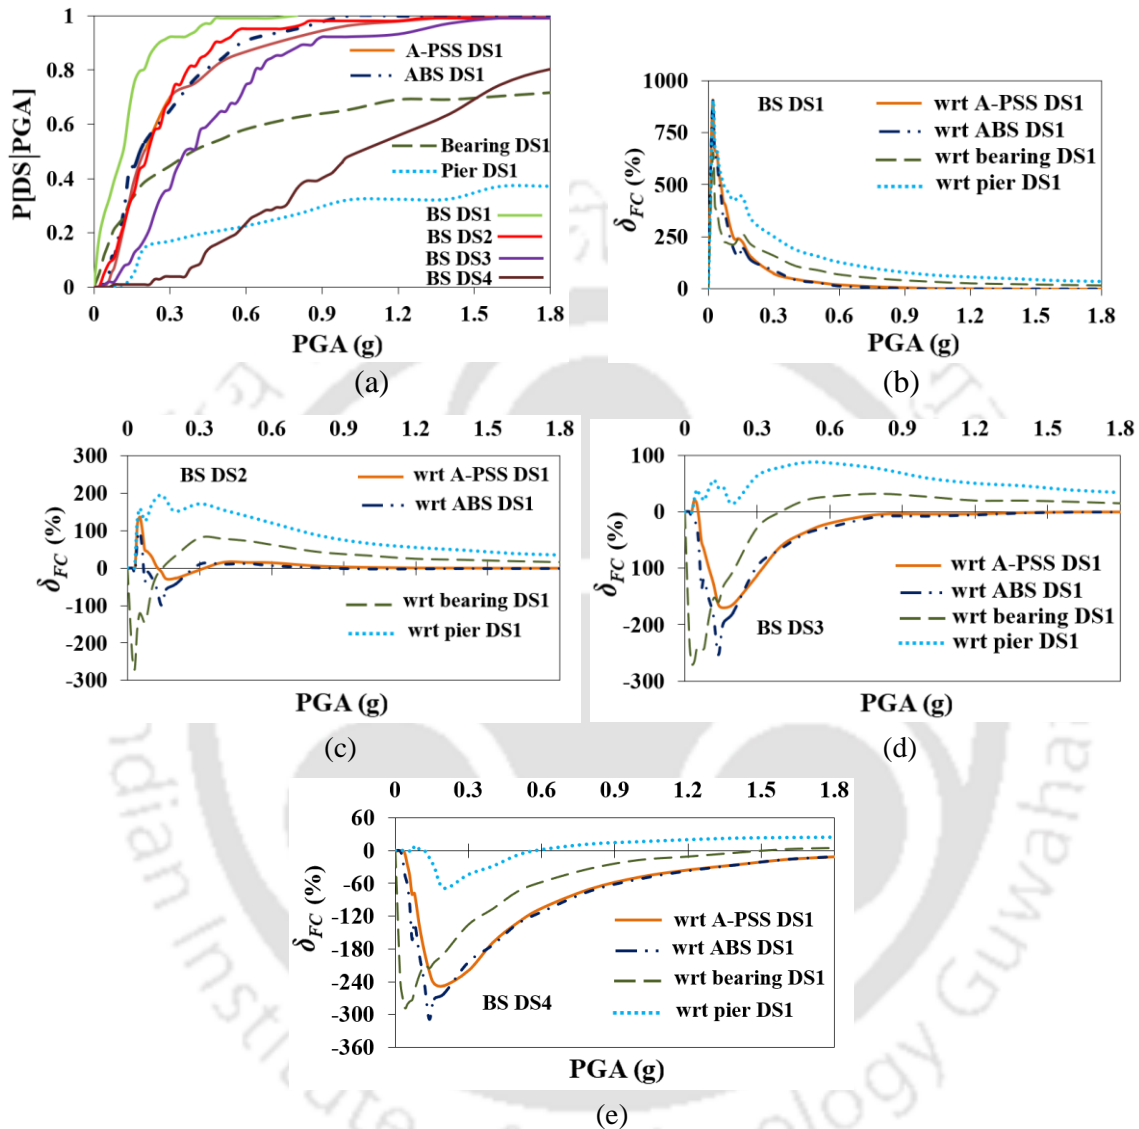 P[DS|PGA]
1
0.8
0.6
0.4
0.2
0
A-PSS DS1
ABS DS1
Bearing DS1
Pier DS1
BS DS1
BS DS2
BS DS3
BS DS4
0 0.3 0.6 0.9 1.2 1.5 1.8
PGA (g)
(a)
δFC (%)
1000
750
500
250
0
BS DS1
wrt A-PSS DS1
wrt ABS DS1
wrt bearing DS1
wrt pier DS1
0 0.3 0.6 0.9 1.2 1.5 1.8
PGA (g)
(b)
0 0.3 0.6 0.9 1.2 1.5 1.8
δFC (%)
300
200
100
0
-100
-200
-300
BS DS2
wrt A-PSS DS1
wrt ABS DS1
wrt bearing DS1
wrt pier DS1
PGA (g)
(c)
0 0.3 0.6 0.9 1.2 1.5 1.8
δFC (%)
100
0
100
-200
-300
wrt A-PSS DS1
wrt ABS DS1
wrt bearing DS1
wrt pier DS1
BS DS3
PGA (g)
(d)
0 0.3 0.6 0.9 1.2 1.5 1.8
δFC (%)
60
0
-60
-120
-180
-240
-300
-360
wrt A-PSS DS1
wrt ABS DS1
wrt bearing DS1
wrt pier DS1
BS DS4
PGA (g)
(e)
ndian Institute of Technology Guwaha